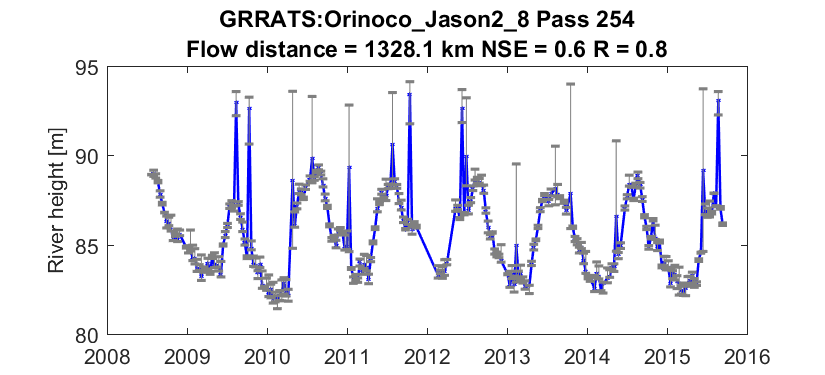 GRRATS:Orinoco_Jason2_8 Pass 254
Flow distance = 1328.1 km NSE = 0.6 R = 0.8
River height [m]
95
90
85
80
2008 2009 2010 2011 2012 2013 2014 2015 2016